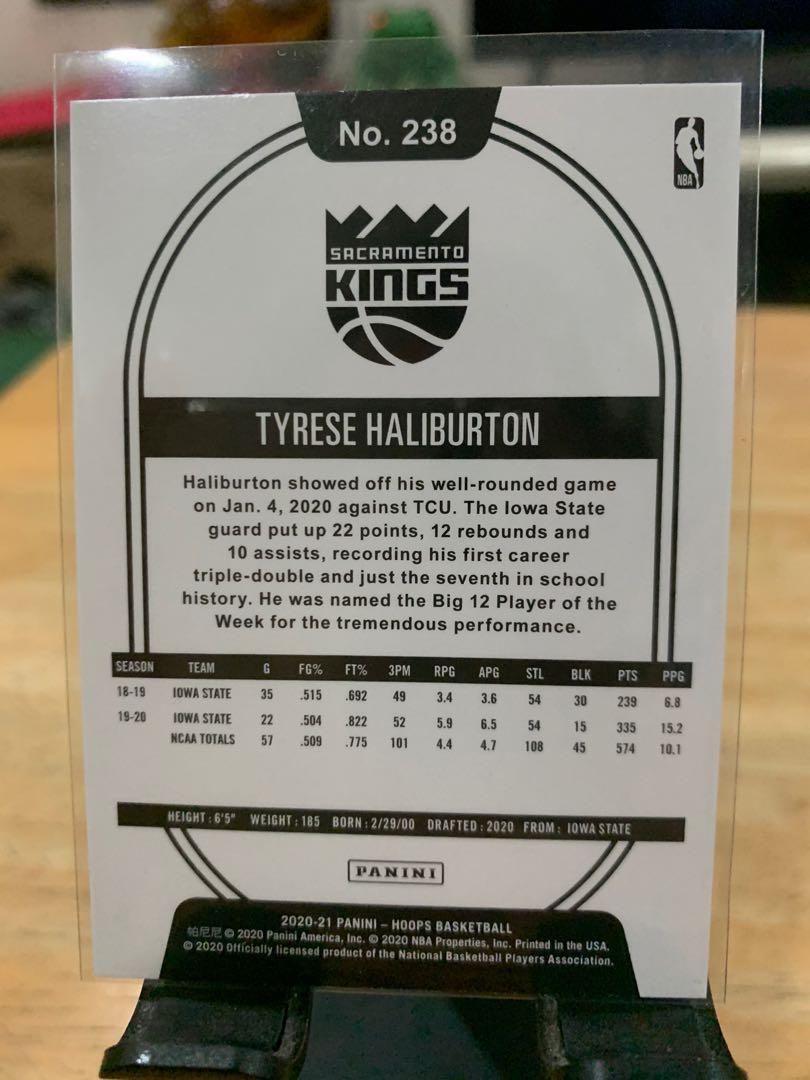 No. 238
NBA
SACRAMENTO
KINGS
TYRESE HALIBURTON
Haliburton showed off his well-rounded game
on Jan. 4, 2020 against TCU. The Iowa State
guard put up 22 points, 12 rebounds and
10 assists, recording his first career
triple-double and just the seventh in school
history. He was named the Big 12 Player of the
Week for the tremendous performance.
SEASON TEAM G FG% FT% 3PM RPG APG STL BLK PTS PPG
18-19 IOWA STATE 35 .515 .692 49 3.4 3.6 54 30 239 6.8
19-20 IOWA STATE 22 .504 .822 52 5.9 6.5 54 15 335 15.2
NCAA TOTALS 57 .509 .775 101 4.4 4.7 108 45 574 10.1
HEIGHT: 6'5" WEIGHT: 185 BORN: 2/29/00 DRAFTED: 2020 FROM: IOWA STATE
PANINI
2020-21 PANINI – HOOPS BASKETBALL
帕尼尼 © 2020 Panini America, Inc. © 2020 NBA Properties, Inc. Printed in the USA.
© 2020 Officially licensed product of the National Basketball Players Association.